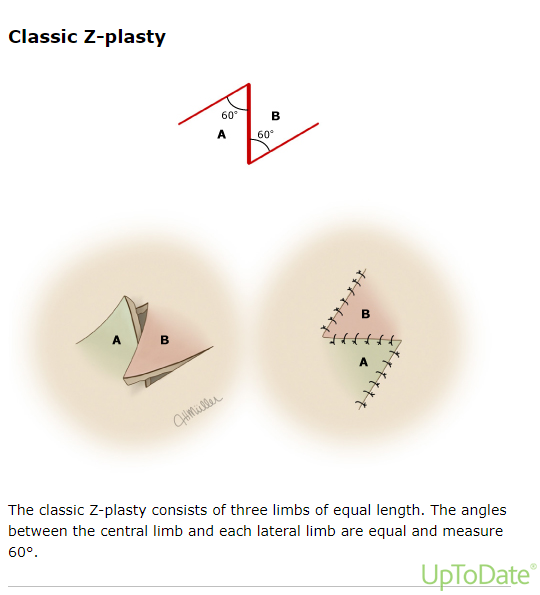 Classic Z-plasty
60°
B
A
60°
A
B
B
A
The classic Z-plasty consists of three limbs of equal length. The angles
between the central limb and each lateral limb are equal and measure
60°.
UpToDate®